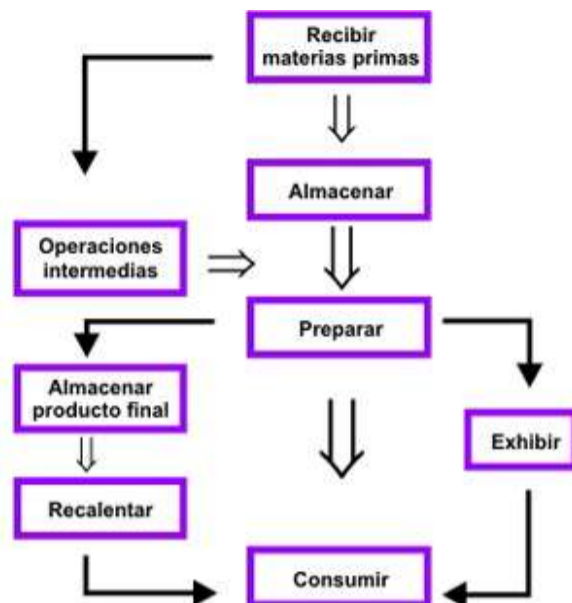 Recibir
materias primas
Almacenar
Operaciones
intermedias
Preparar
Almacenar
producto final
Exhibir
Recalentar
Consumir